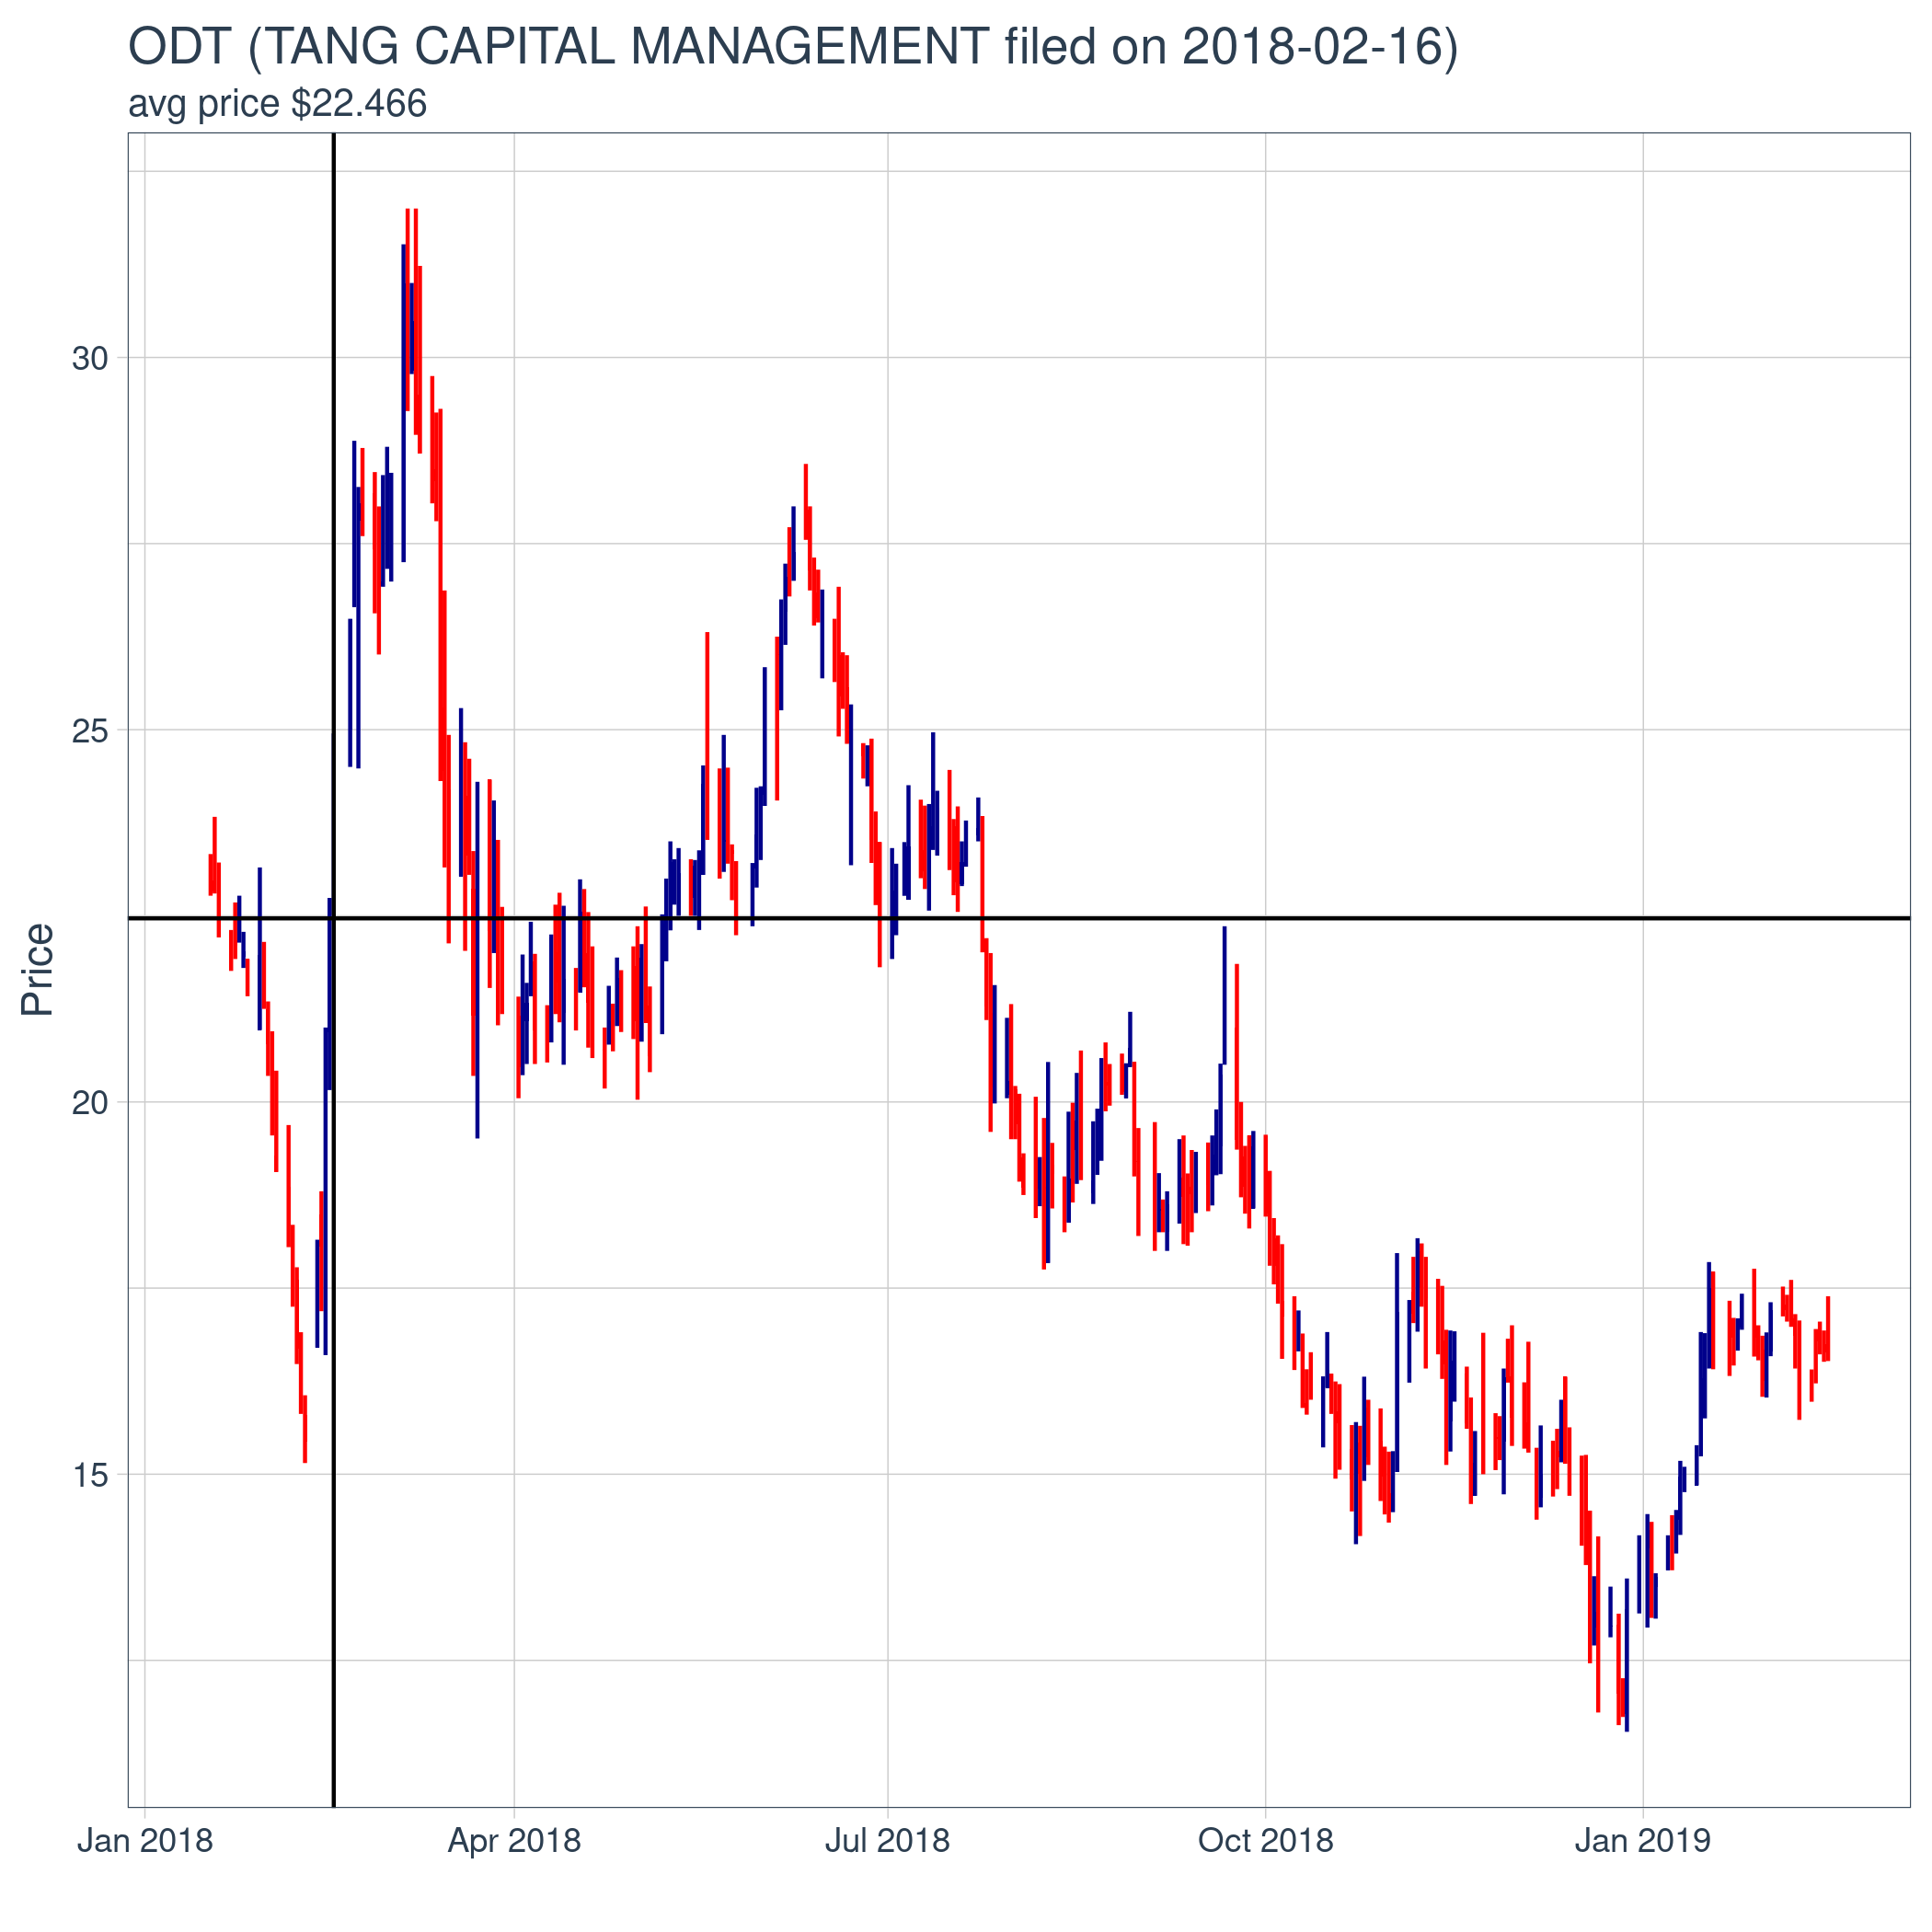 ODT (TANG CAPITAL MANAGEMENT filed on 2018-02-16)
avg price $22.466
30
25
20
15
Price
Jan 2018 Apr 2018 Jul 2018 Oct 2018 Jan 2019